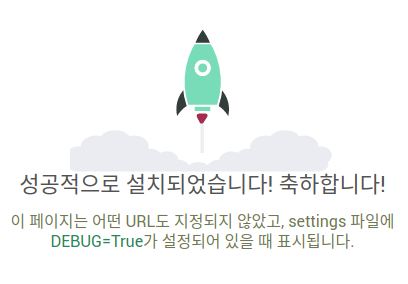 성공적으로 설치되었습니다! 축하합니다!
이 페이지는 어떤 URL도 지정되지 않았고, settings 파일에
DEBUG=True가 설정되어 있을 때 표시됩니다.